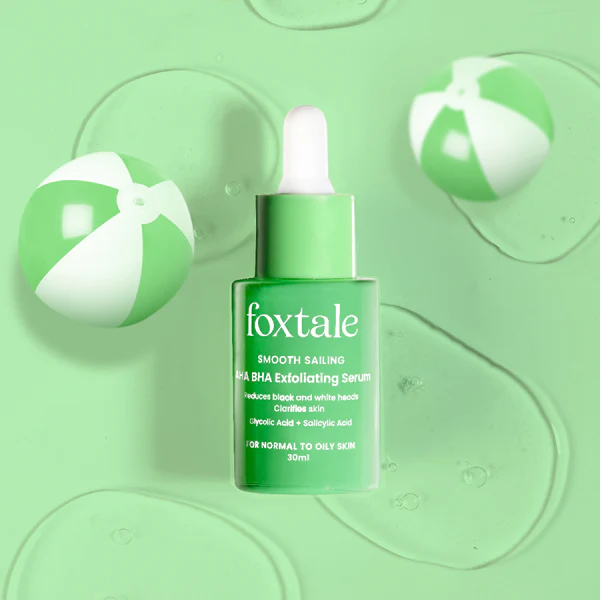 foxtale
SMOOTH SAILING
AHA BHA Exfoliating Serum
Reduces black and white heads
Clarifies skin
Glycolic Acid + Salicylic Acid
FOR NORMAL TO OILY SKIN
30ml